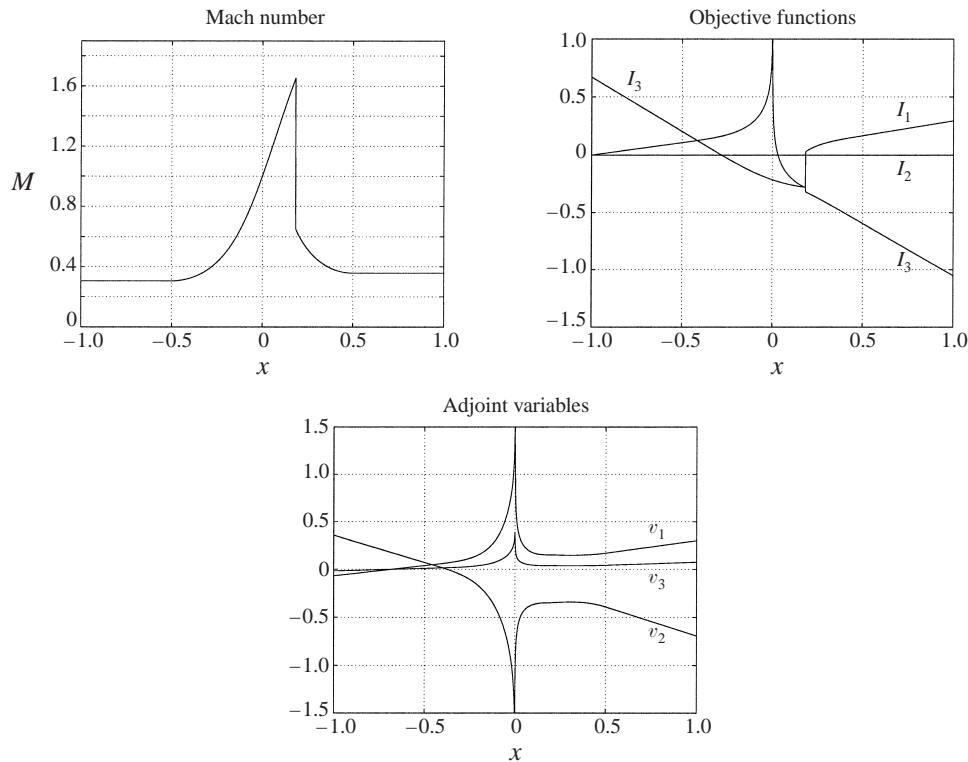 Mach number
1.6
1.2
M
0.8
0.4
0
−1.0 −0.5 0 0.5 1.0
x
Objective functions
1.0
I3
0.5
I1
0
I2
−0.5
I3
−1.0
−1.5
−1.0 −0.5 0 0.5 1.0
x
Adjoint variables
1.5
1.0
0.5
v1
0
v3
−0.5
v2
−1.0
−1.5
−1.0 −0.5 0 0.5 1.0
x